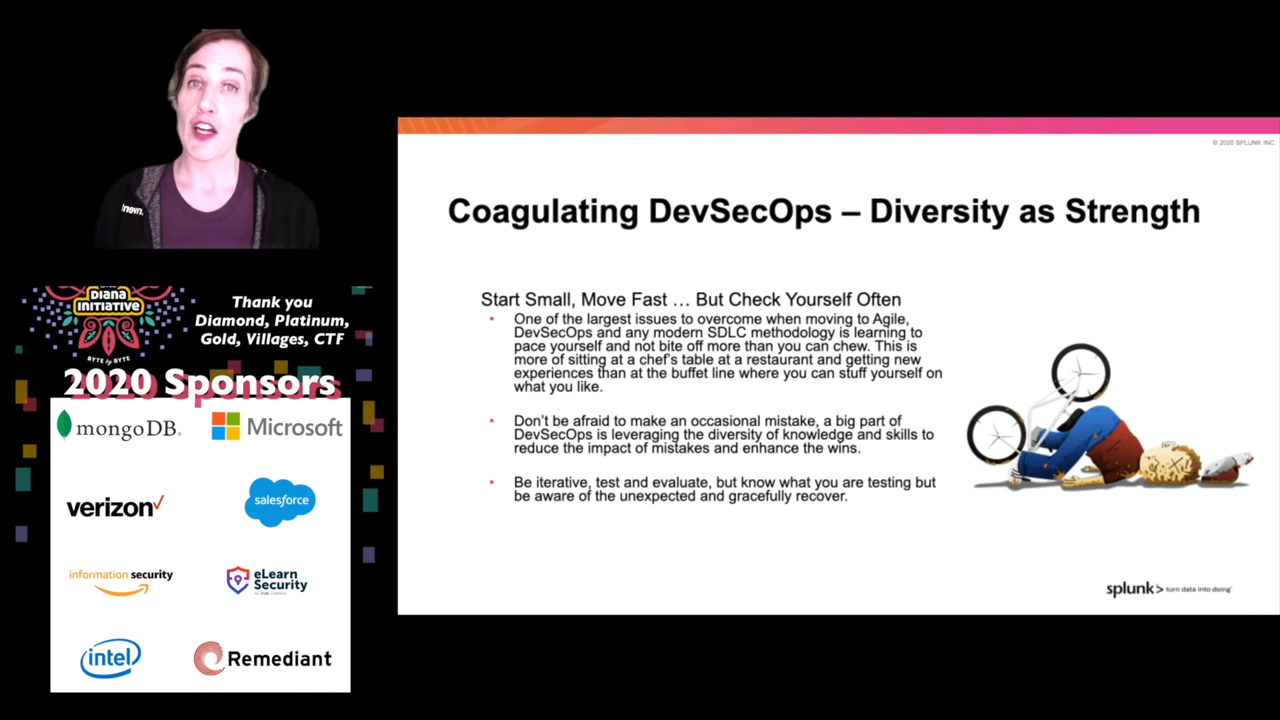 DIANA
INITIATIVE
BYTE by BYTE
Thank you
Diamond, Platinum,
Gold, Villages, CTF
2020 Sponsors
mongoDB.
Microsoft
verizon
salesforce
information security
eLearn
Security
intel
Remediant
© 2020 SPLUNK INC.
Coagulating DevSecOps – Diversity as Strength
Start Small, Move Fast … But Check Yourself Often
• One of the largest issues to overcome when moving to Agile,
DevSecOps and any modern SDLC methodology is learning to
pace yourself and not bite off more than you can chew. This is
more of sitting at a chef's table at a restaurant and getting new
experiences than at the buffet line where you can stuff yourself on
what you like.
• Don't be afraid to make an occasional mistake, a big part of
DevSecOps is leveraging the diversity of knowledge and skills to
reduce the impact of mistakes and enhance the wins.
• Be iterative, test and evaluate, but know what you are testing but
be aware of the unexpected and gracefully recover.
splunk> turn data into doing